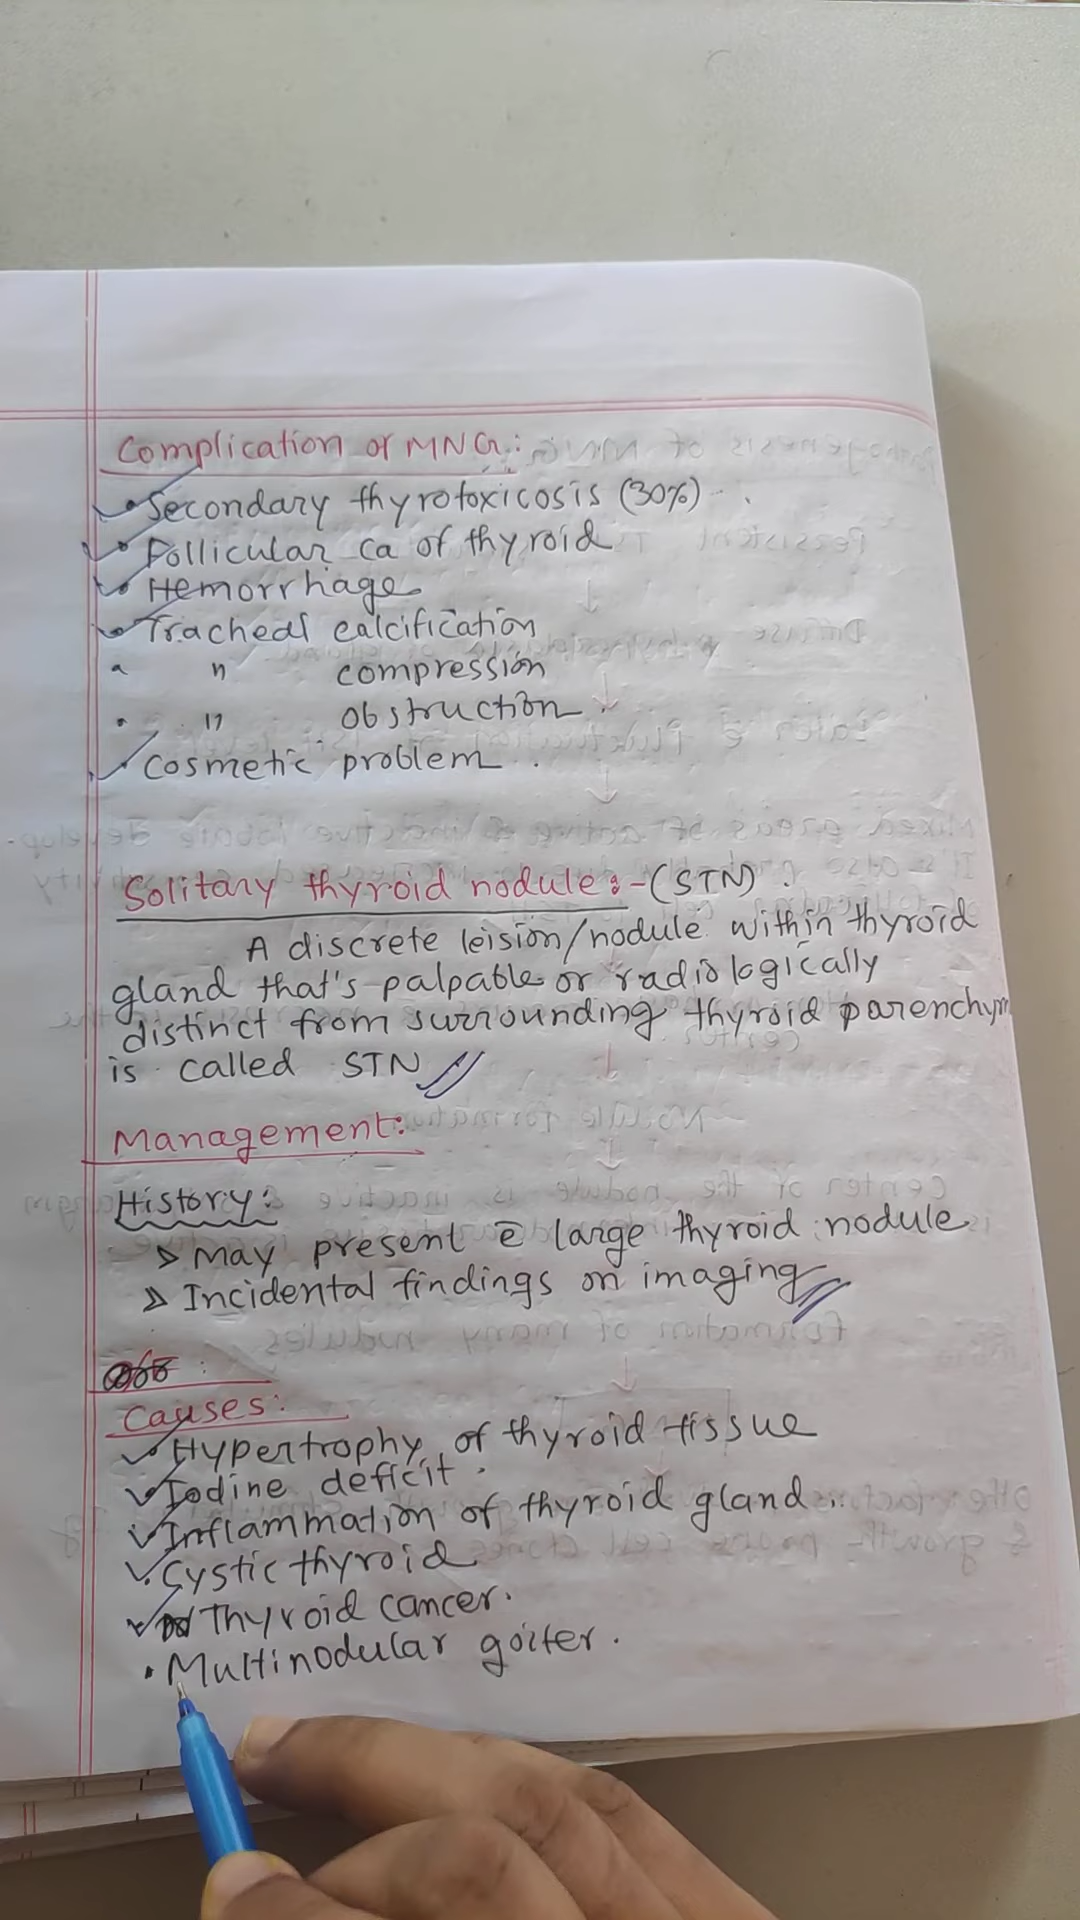 Complication of MNG:
• Secondary thyrotoxicosis (30%)
• Follicular ca of thyroid
• Hemorrhage
• Tracheal calcification
• " compression
• " obstruction
• Cosmetic problem
Solitary thyroid nodule:-(STN)
A discrete leision/nodule within thyroid
gland that's palpable or radiologically
distinct from surrounding thyroid parenchym
is called STN
Management:
History:
> May present c̄ large thyroid nodule
> Incidental findings on imaging
Causes:
• Hypertrophy of thyroid tissue
• Iodine deficit
• Inflammation of thyroid gland
• Cystic thyroid
• Thyroid cancer.
• Multinodular goiter.